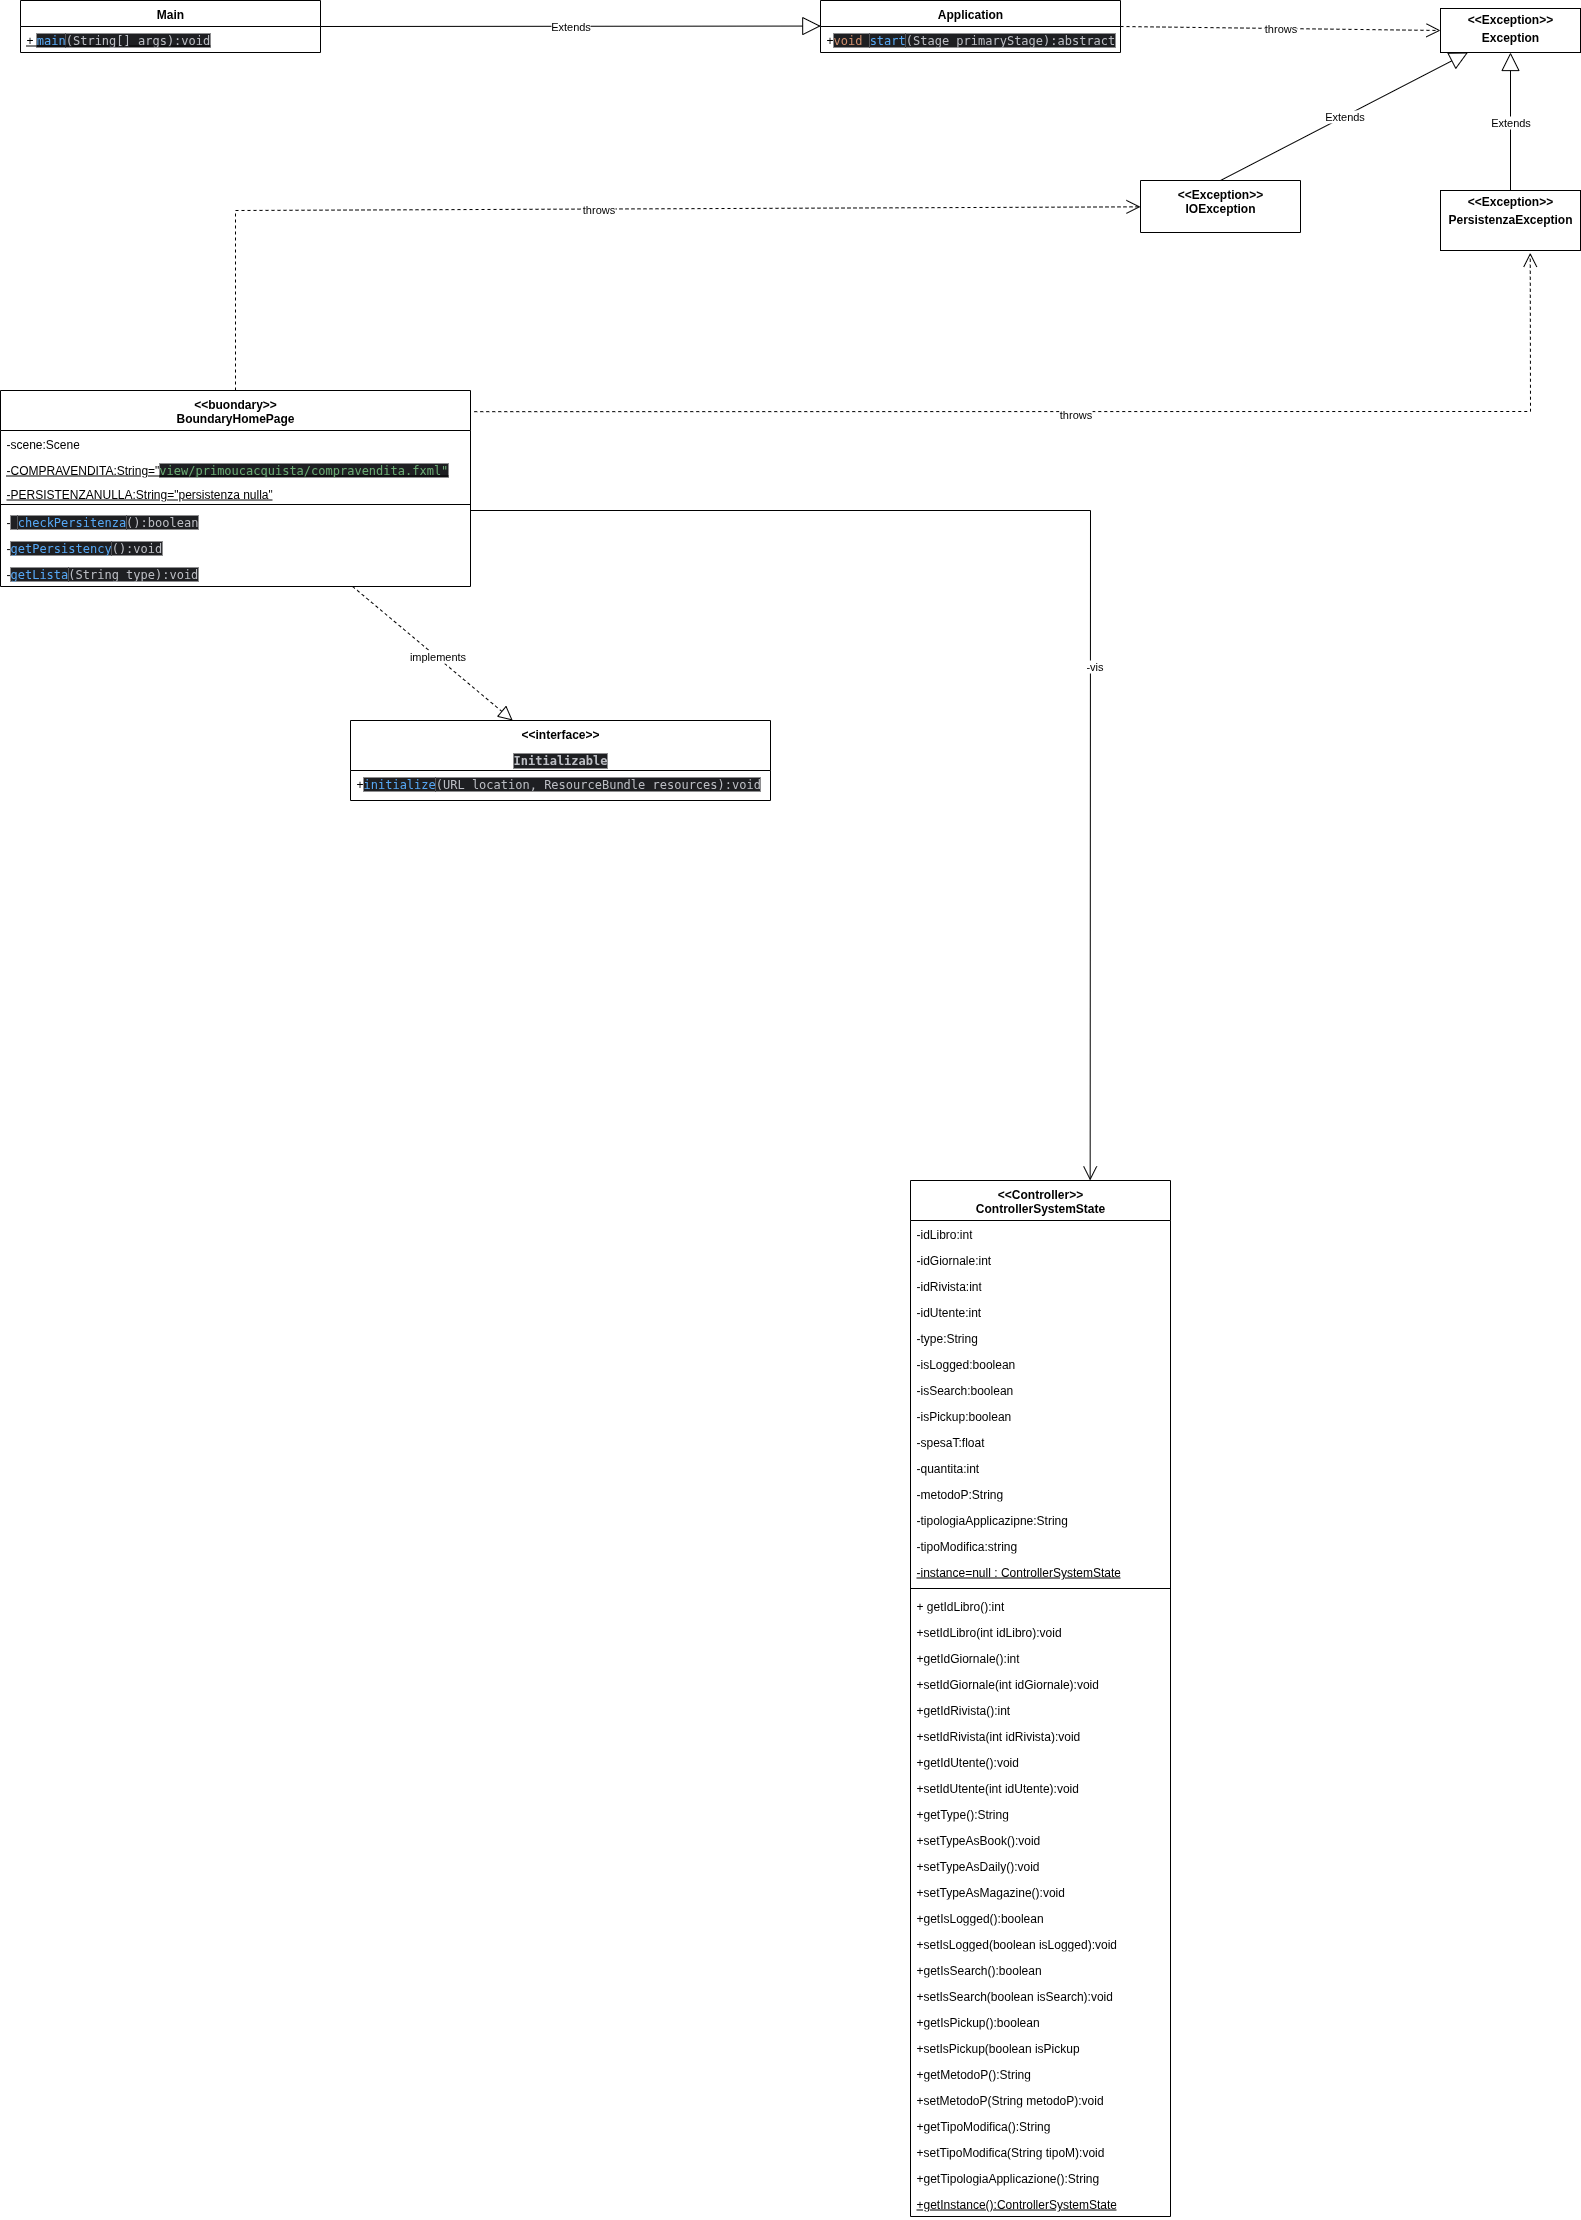 Main
+ main(String[] args):void
Extends
Application
+void start(Stage primaryStage):abstract
throws
<<Exception>>
Exception
Extends
Extends
<<Exception>>
IOException
<<Exception>>
PersistenzaException
throws
<<buondary>>
BoundaryHomePage
-scene:Scene
-COMPRAVENDITA:String="view/primoucacquista/compravendita.fxml"
-PERSISTENZANULLA:String="persistenza nulla"
- checkPersitenza():boolean
-getPersistency():void
-getLista(String type):void
throws
implements
-vis
<<interface>>
Initializable
+initialize(URL location, ResourceBundle resources):void
<<Controller>>
ControllerSystemState
-idLibro:int
-idGiornale:int
-idRivista:int
-idUtente:int
-type:String
-isLogged:boolean
-isSearch:boolean
-isPickup:boolean
-spesaT:float
-quantita:int
-metodoP:String
-tipologiaApplicazipne:String
-tipoModifica:string
-instance=null : ControllerSystemState
+ getIdLibro():int
+setIdLibro(int idLibro):void
+getIdGiornale():int
+setIdGiornale(int idGiornale):void
+getIdRivista():int
+setIdRivista(int idRivista):void
+getIdUtente():void
+setIdUtente(int idUtente):void
+getType():String
+setTypeAsBook():void
+setTypeAsDaily():void
+setTypeAsMagazine():void
+getIsLogged():boolean
+setIsLogged(boolean isLogged):void
+getIsSearch():boolean
+setIsSearch(boolean isSearch):void
+getIsPickup():boolean
+setIsPickup(boolean isPickup
+getMetodoP():String
+setMetodoP(String metodoP):void
+getTipoModifica():String
+setTipoModifica(String tipoM):void
+getTipologiaApplicazione():String
+getInstance():ControllerSystemState